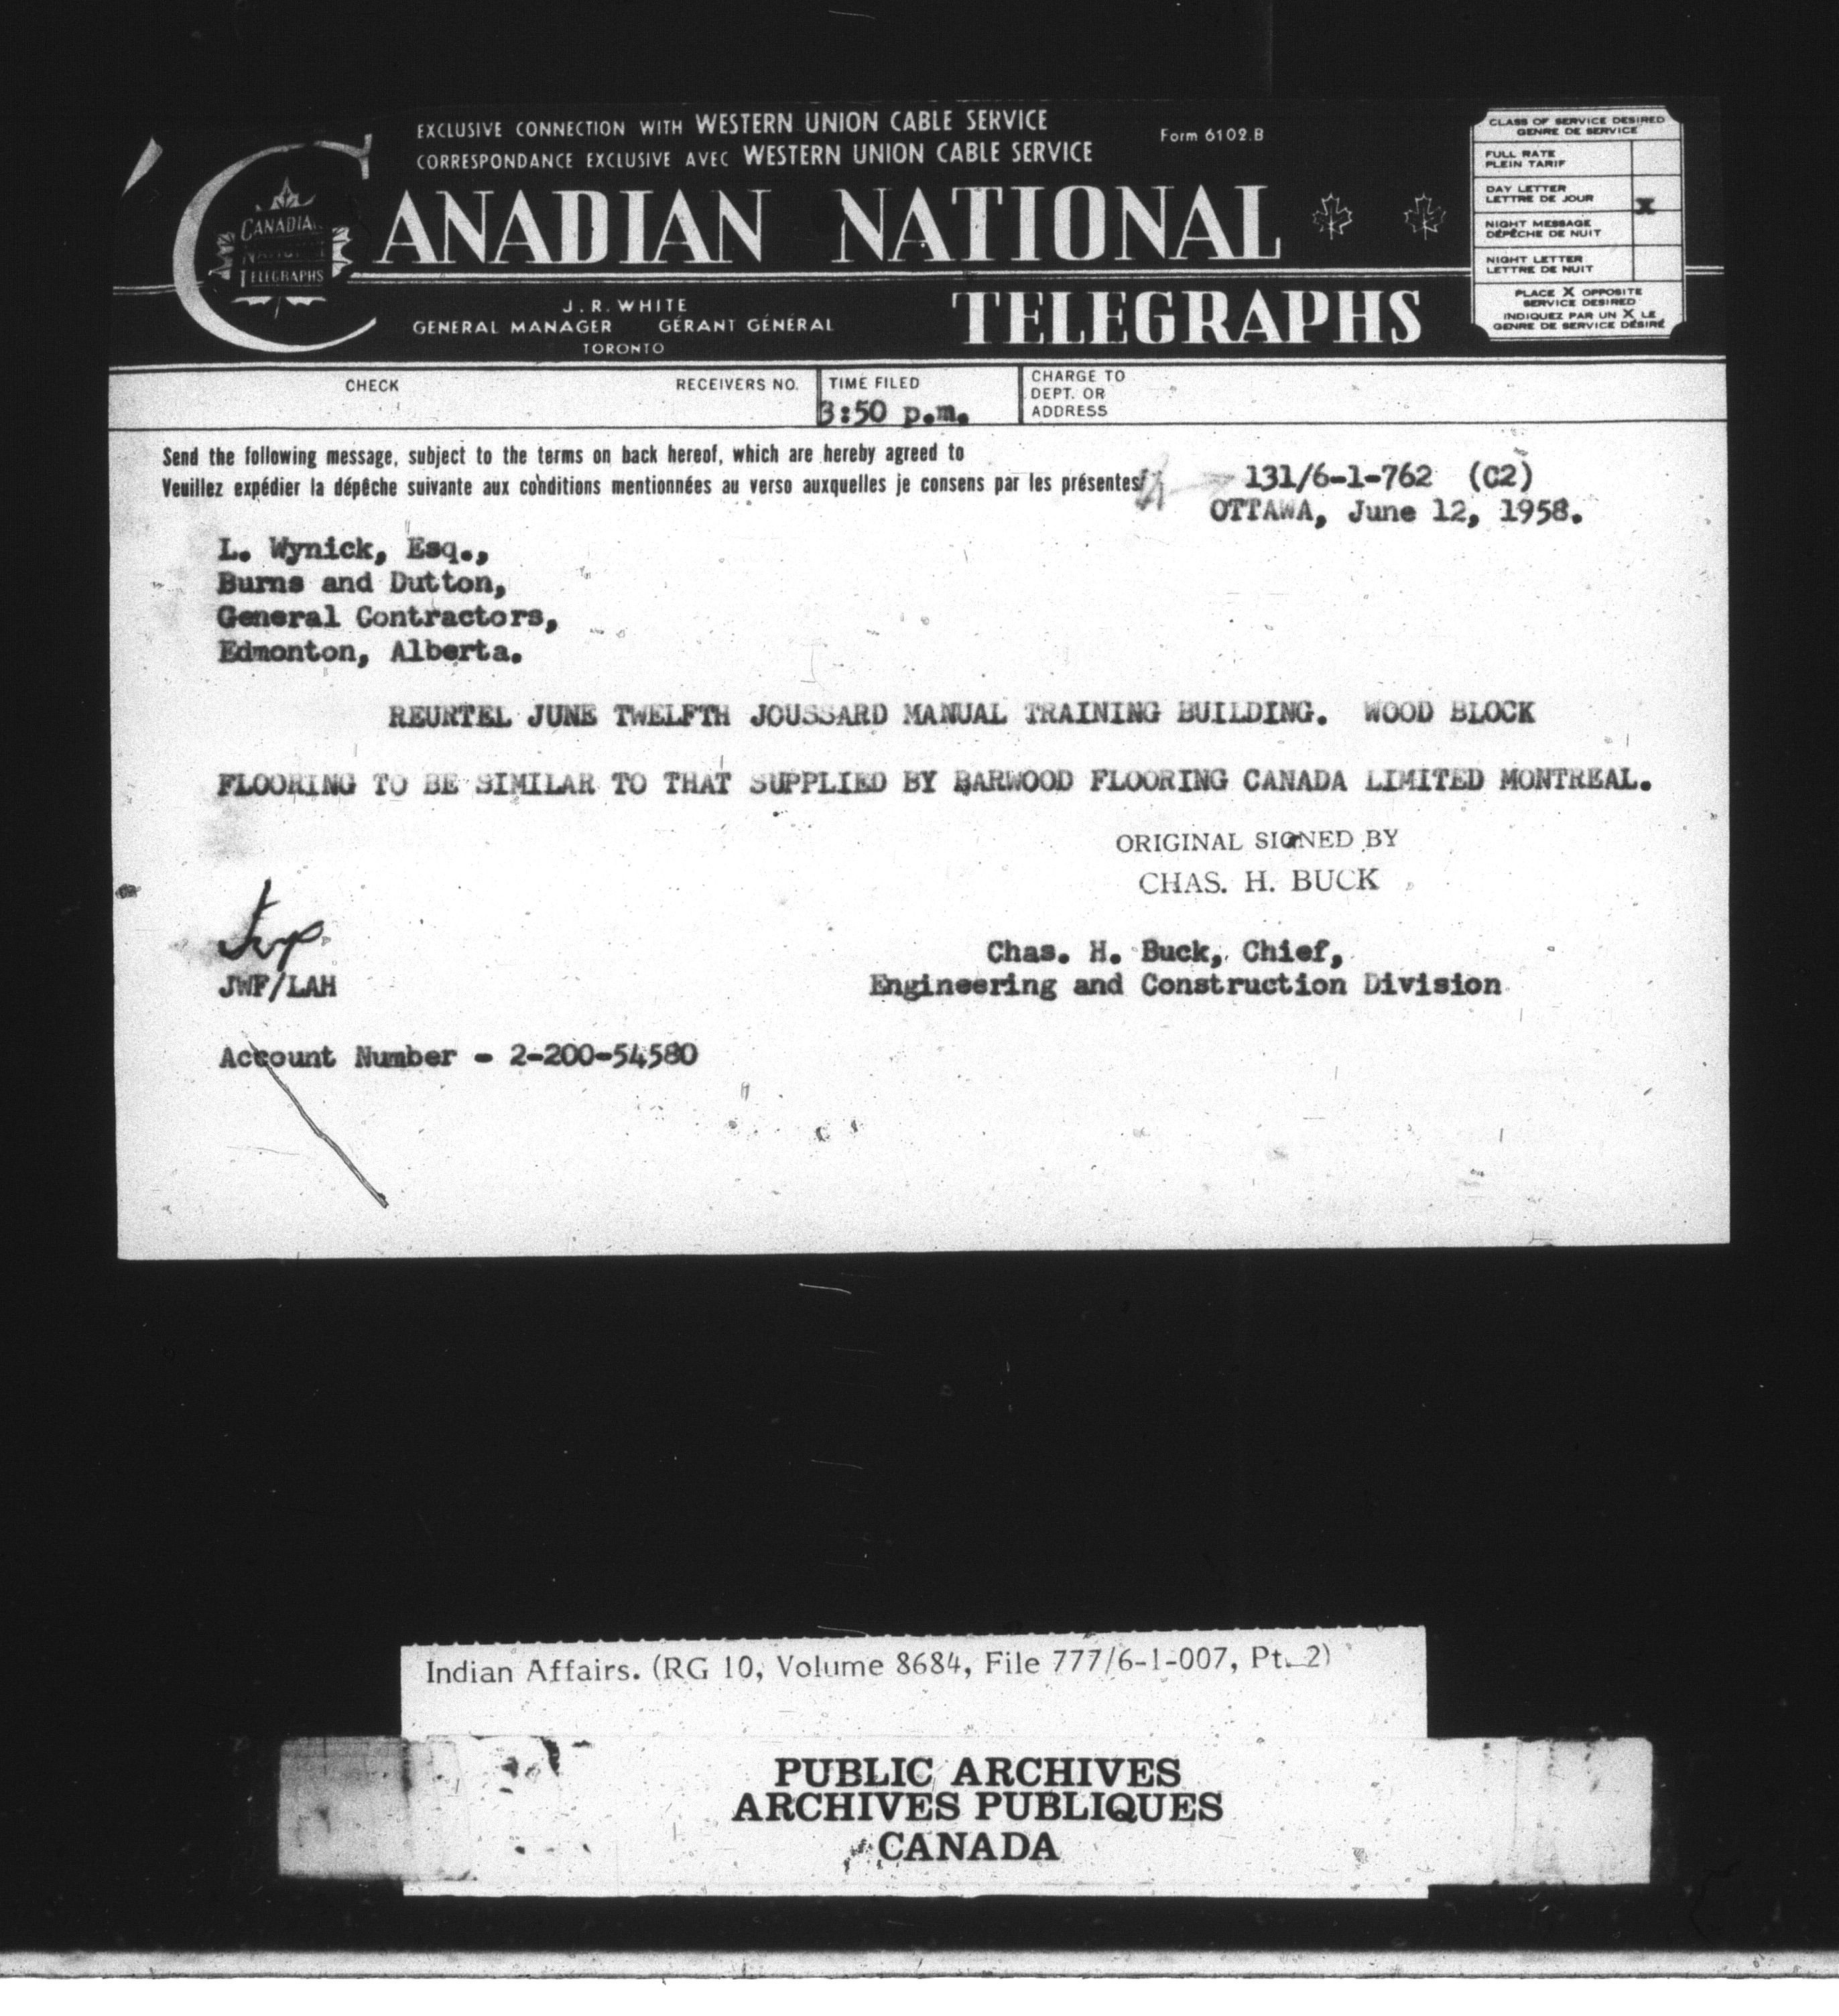 EXCLUSIVE CONNECTION WITH WESTERN UNION CABLE SERVICE
CORRESPONDANCE EXCLUSIVE AVEC WESTERN UNION CABLE SERVICE
Form 6102.B
CANADIAN NATIONAL
TELEGRAPHS
CANADIAN
NATIONAL
TELEGRAPHS
J. R. WHITE
GENERAL MANAGER GÉRANT GÉNÉRAL
TORONTO
CLASS OF SERVICE DESIRED
GENRE DE SERVICE
FULL RATE
PLEIN TARIF
DAY LETTER
LETTRE DE JOUR
X
NIGHT MESSAGE
DÉPÊCHE DE NUIT
NIGHT LETTER
LETTRE DE NUIT
PLACE X OPPOSITE
SERVICE DESIRED
INDIQUEZ PAR UN X LE
GENRE DE SERVICE DÉSIRÉ
CHECK
RECEIVERS NO.
TIME FILED
3:50 p.m.
CHARGE TO
DEPT. OR
ADDRESS
Send the following message, subject to the terms on back hereof, which are hereby agreed to
Veuillez expédier la dépêche suivante aux conditions mentionnées au verso auxquelles je consens par les présentes
131/6-1-762 (C2)
OTTAWA, June 12, 1958.
L. Wynick, Esq.,
Burns and Dutton,
General Contractors,
Edmonton, Alberta.
REURTEL JUNE TWELFTH JOUSSARD MANUAL TRAINING BUILDING. WOOD BLOCK
FLOORING TO BE SIMILAR TO THAT SUPPLIED BY BARWOOD FLOORING CANADA LIMITED MONTREAL.
ORIGINAL SIGNED BY
CHAS. H. BUCK
JWF/LAH
Chas. H. Buck, Chief,
Engineering and Construction Division
Account Number - 2-200-54580
Indian Affairs. (RG 10, Volume 8684, File 777/6-1-007, Pt. 2)
PUBLIC ARCHIVES
ARCHIVES PUBLIQUES
CANADA